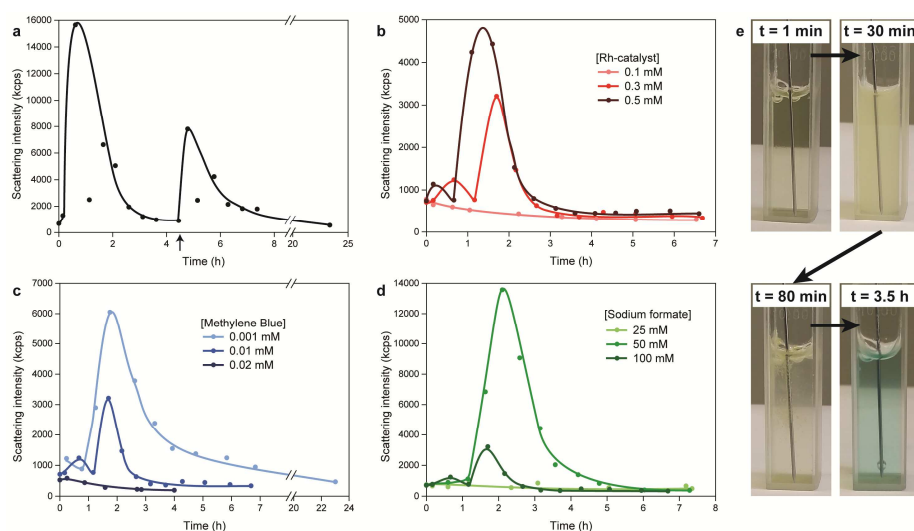 a
Scattering intensity (kcps)
16000
14000
12000
10000
8000
6000
4000
2000
0
0
2
4
6
8
20
25
Time (h)
b
Scattering intensity (kcps)
5000
4000
3000
2000
1000
0
0
1
2
3
4
5
6
7
Time (h)
[Rh-catalyst]
0.1 mM
0.3 mM
0.5 mM
c
Scattering intensity (kcps)
7000
6000
5000
4000
3000
2000
1000
0
0
1
2
3
4
5
6
7
20
22
24
Time (h)
[Methylene Blue]
0.001 mM
0.01 mM
0.02 mM
d
Scattering intensity (kcps)
14000
12000
10000
8000
6000
4000
2000
0
0
1
2
3
4
5
6
7
8
Time (h)
[Sodium formate]
25 mM
50 mM
100 mM
e
t = 1 min
t = 30 min
t = 80 min
t = 3.5 h